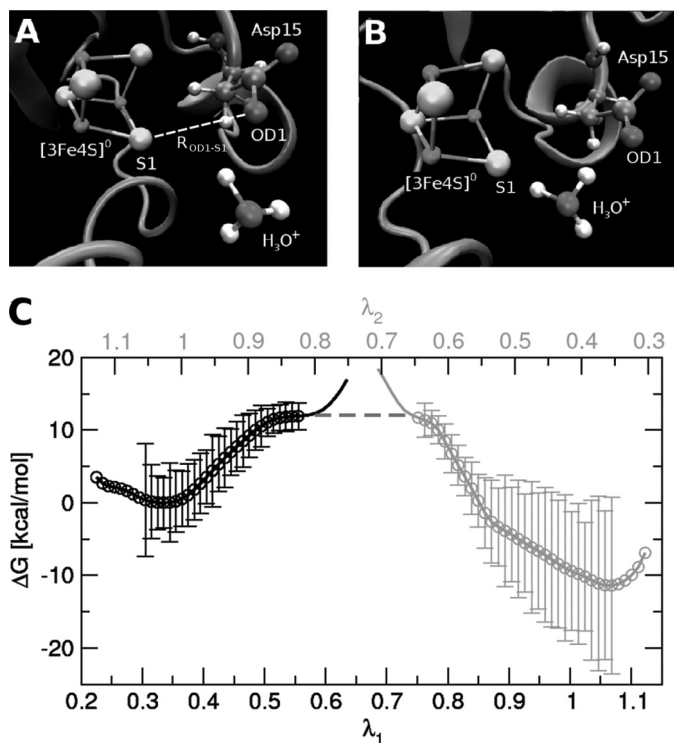 A
Asp15
OD1
R_OD1-S1
[3Fe4S]⁰
S1
H₃O⁺
B
Asp15
OD1
[3Fe4S]⁰
S1
H₃O⁺
C
λ₂
1.1 1 0.9 0.8 0.7 0.6 0.5 0.4 0.3
20
10
0
-10
-20
ΔG [kcal/mol]
0.2 0.3 0.4 0.5 0.6 0.7 0.8 0.9 1 1.1
λ₁